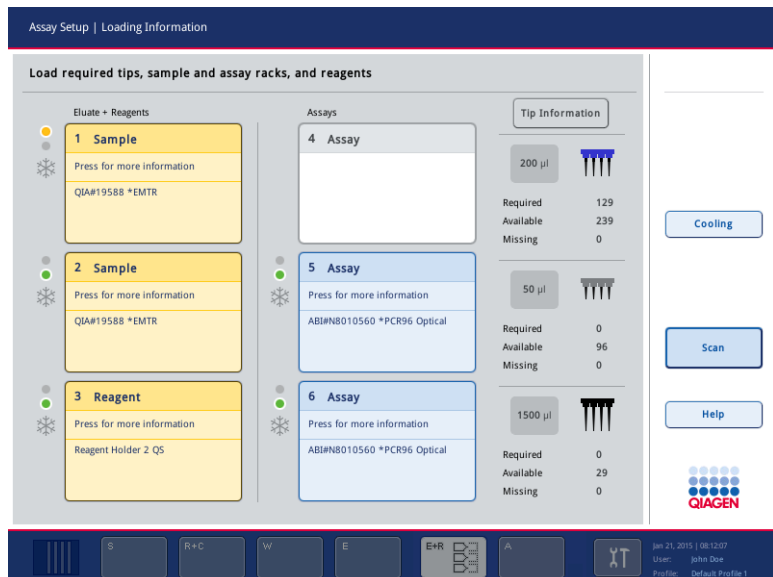 Assay Setup | Loading Information
Load required tips, sample and assay racks, and reagents
Eluate + Reagents
1 Sample
Press for more information
QIA#19588 *EMTR
2 Sample
Press for more information
QIA#19588 *EMTR
3 Reagent
Press for more information
Reagent Holder 2 QS
Assays
4 Assay
5 Assay
Press for more information
ABI#N8010560 *PCR96 Optical
6 Assay
Press for more information
ABI#N8010560 *PCR96 Optical
Tip Information
200 µl
Required 129
Available 239
Missing 0
50 µl
Required 0
Available 96
Missing 0
1500 µl
Required 0
Available 29
Missing 0
Cooling
Scan
Help
QIAGEN
S
R+C
W
E
E+R
A
Jan 21, 2015 | 08:12:07
User: John Doe
Profile: Default Profile 1